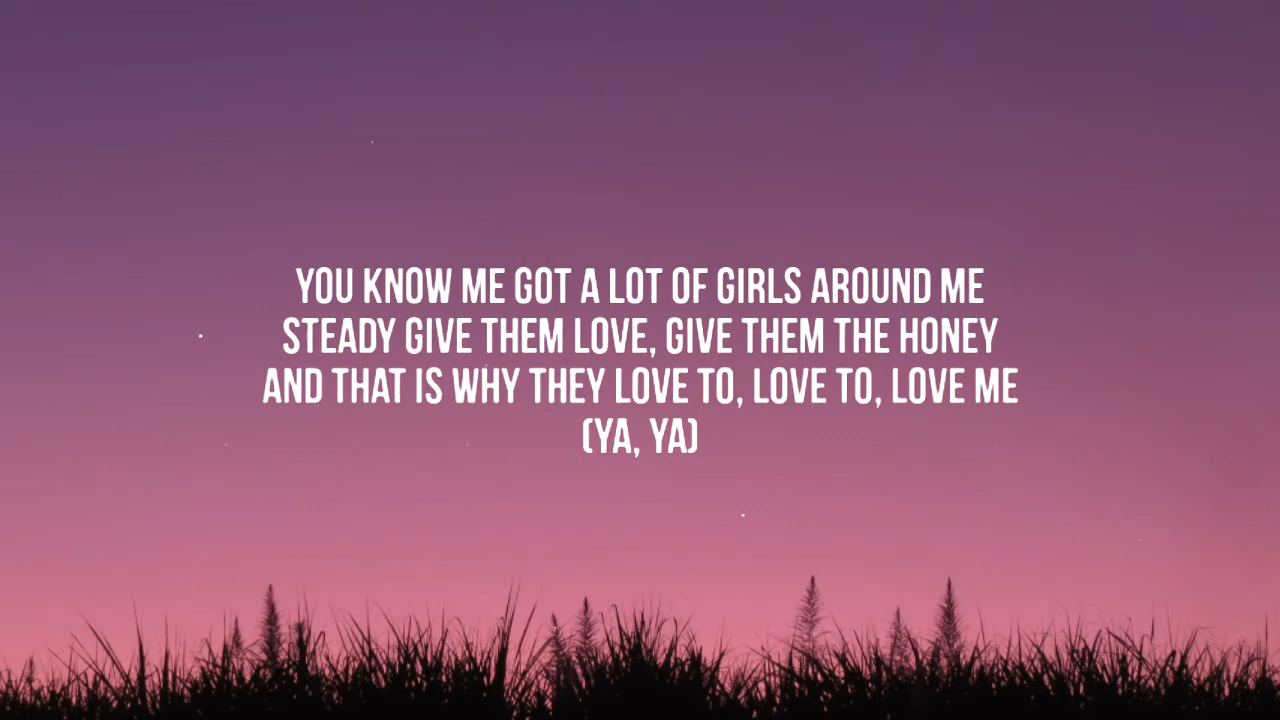 YOU KNOW ME GOT A LOT OF GIRLS AROUND ME
STEADY GIVE THEM LOVE, GIVE THEM THE HONEY
AND THAT IS WHY THEY LOVE TO, LOVE TO, LOVE ME
(YA, YA)